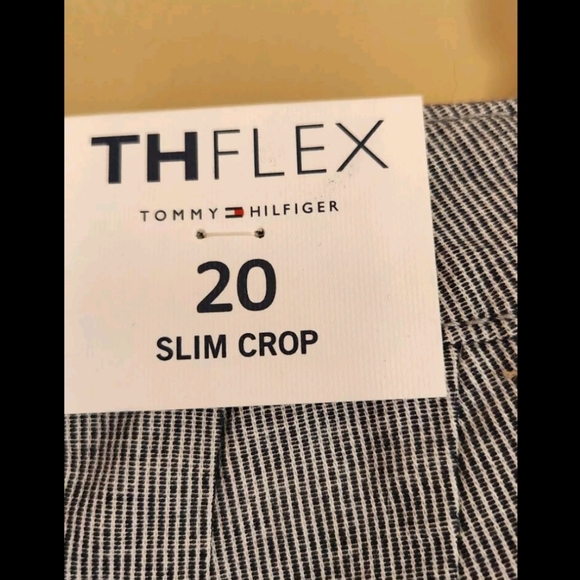 THFLEX
TOMMY HILFIGER
20
SLIM CROP